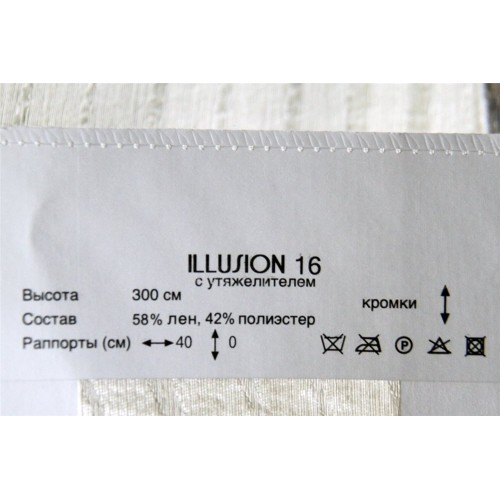 ILLUSION 16
с утяжелителем
Высота 300 см
кромки
Состав 58% лен, 42% полиэстер
Раппорты (см) 40 0
P